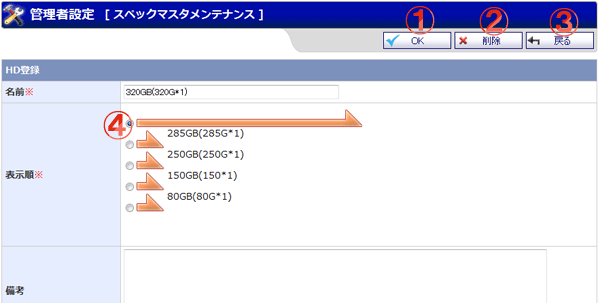 管理者設定 [ スペックマスタメンテナンス ]
① ② ③
OK 削除 戻る
HD登録
名前※ 320GB(320G*1)
④
285GB(285G*1)
250GB(250G*1)
表示順※ 150GB(150*1)
80GB(80G*1)
備考